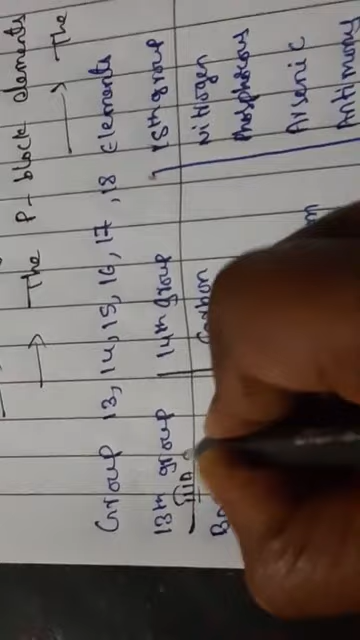 P-block elements
→ The
→ The
Group 13, 14, 15, 16, 17, 18 Elements
13th group 14th group 15th group
Carbon Nitrogen
Phosphorous
Arsenic
Antimony